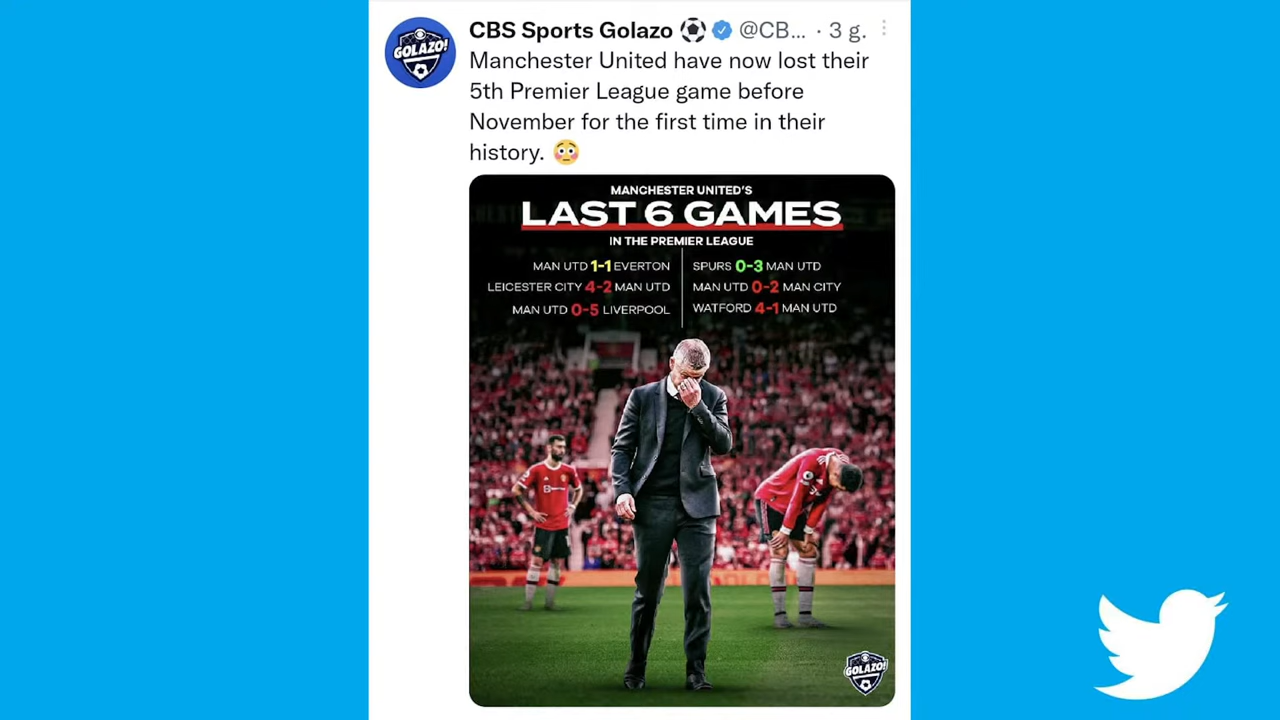 CBS Sports Golazo ⚽ @CB... · 3 g.
Manchester United have now lost their
5th Premier League game before
November for the first time in their
history. 😳
GOLAZO!
MANCHESTER UNITED'S
LAST 6 GAMES
IN THE PREMIER LEAGUE
MAN UTD 1-1 EVERTON
LEICESTER CITY 4-2 MAN UTD
MAN UTD 0-5 LIVERPOOL
SPURS 0-3 MAN UTD
MAN UTD 0-2 MAN CITY
WATFORD 4-1 MAN UTD
GOLAZO!